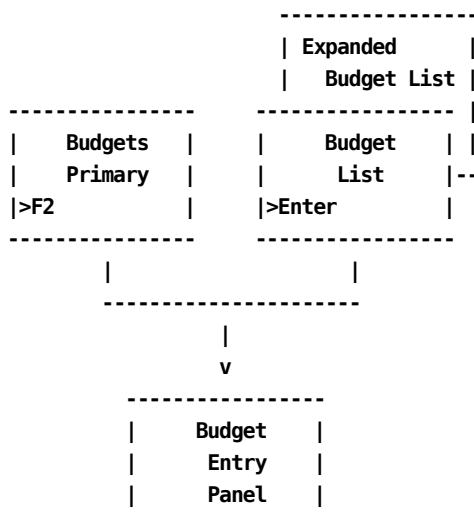 Expanded
Budget List
Budgets Budget
Primary List
>F2 >Enter
v
Budget
Entry
Panel